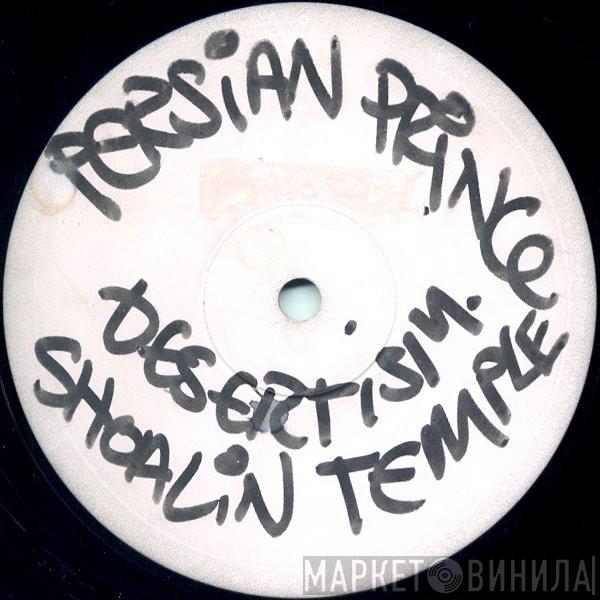 PERSIAN PRINCE
DESERTISM.
SHOALIN TEMPLE
МАРКЕТ ВИНИЛА